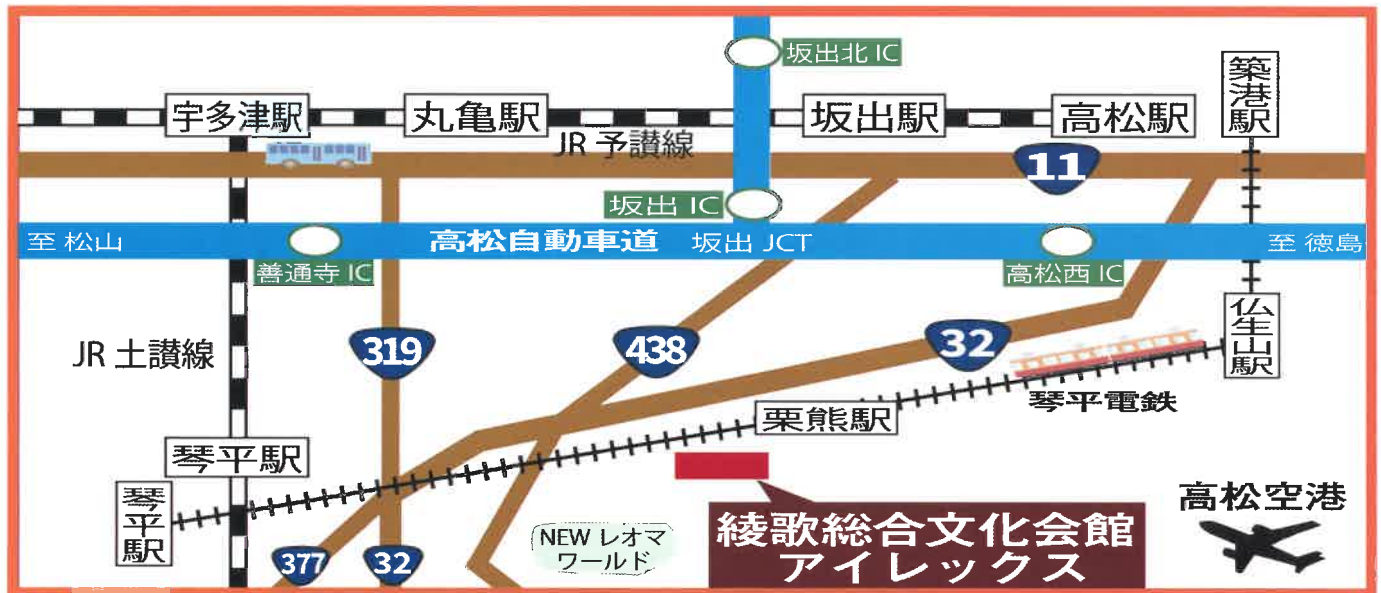 坂出北 IC
築港駅
宇多津駅
丸亀駅
坂出駅
高松駅
JR 予讃線
11
坂出 IC
至 松山
高松自動車道
坂出 JCT
至 徳島
善通寺 IC
高松西 IC
仏生山駅
JR 土讃線
319
438
32
琴平電鉄
栗熊駅
琴平駅
琴平駅
高松空港
綾歌総合文化会館
アイレックス
NEW レオマ
ワールド
377
32